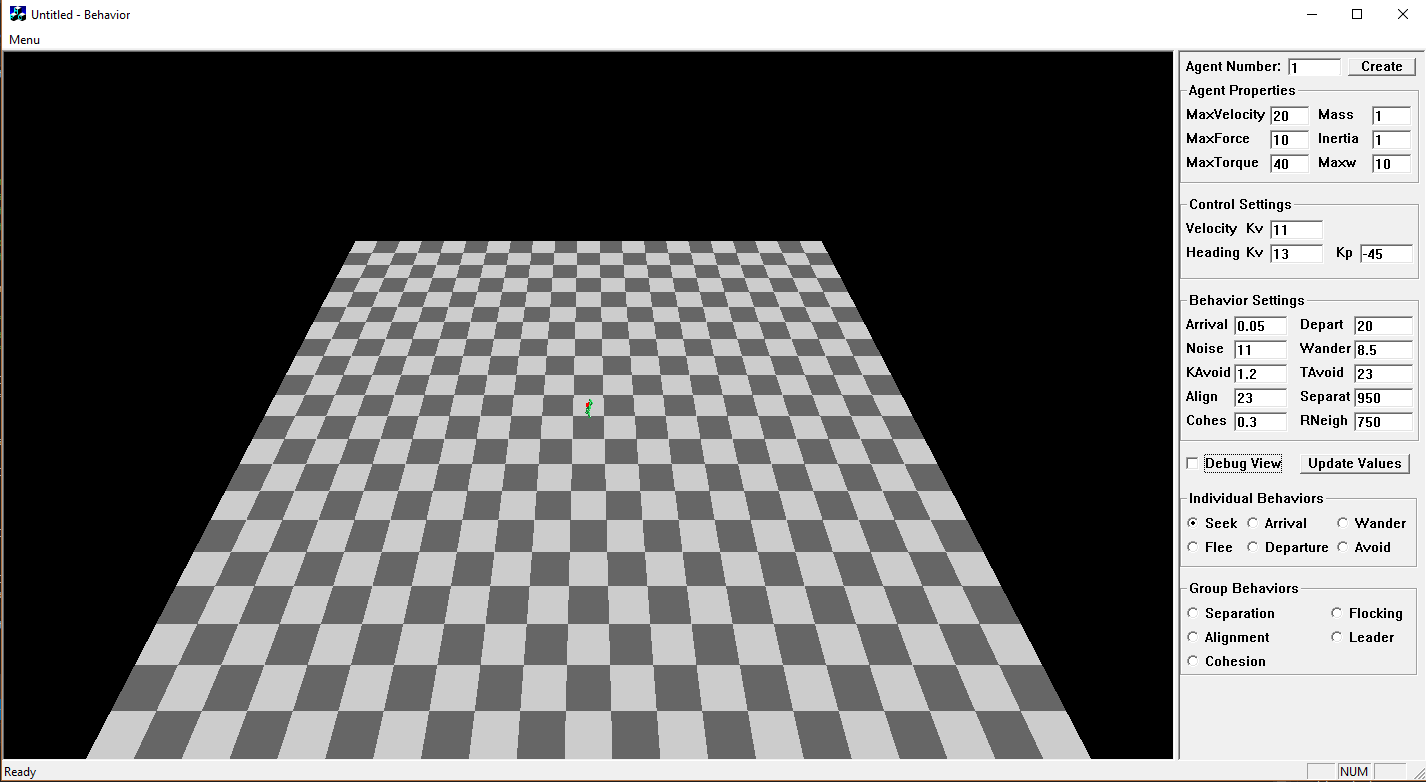 Untitled - Behavior
Menu
Agent Number: 1 Create
Agent Properties
MaxVelocity 20 Mass 1
MaxForce 10 Inertia 1
MaxTorque 40 Maxw 10
Control Settings
Velocity Kv 11
Heading Kv 13 Kp -45
Behavior Settings
Arrival 0.05 Depart 20
Noise 11 Wander 8.5
KAvoid 1.2 TAvoid 23
Align 23 Separat 950
Cohes 0.3 RNeigh 750
Debug View Update Values
Individual Behaviors
Seek Arrival Wander
Flee Departure Avoid
Group Behaviors
Separation Flocking
Alignment Leader
Cohesion
Ready NUM